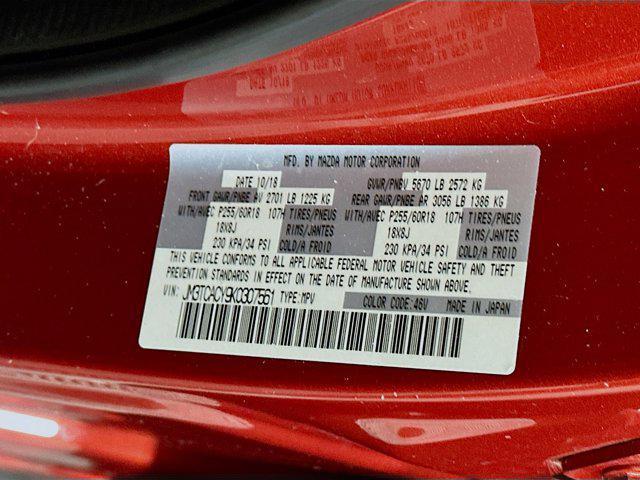 MFD. BY MAZDA MOTOR CORPORATION
DATE 10/18 GVWR/PNBV 5670 LB 2572 KG
FRONT GAWR/PNBE AV 2701 LB 1225 KG REAR GAWR/PNBE AR 3056 LB 1386 KG
WITH/AVEC P255/60R18 107H TIRES/PNEUS WITH/AVEC P255/60R18 107H TIRES/PNEUS
18X8J RIMS/JANTES 18X8J RIMS/JANTES
230 KPA/34 PSI COLD/A FROID 230 KPA/34 PSI COLD/A FROID
THIS VEHICLE CONFORMS TO ALL APPLICABLE FEDERAL MOTOR VEHICLE SAFETY AND THEFT
PREVENTION STANDARDS IN EFFECT ON THE DATE OF MANUFACTURE SHOWN ABOVE.
VIN: JM3TCACY9K0307561 TYPE:MPV COLOR CODE:46V MADE IN JAPAN